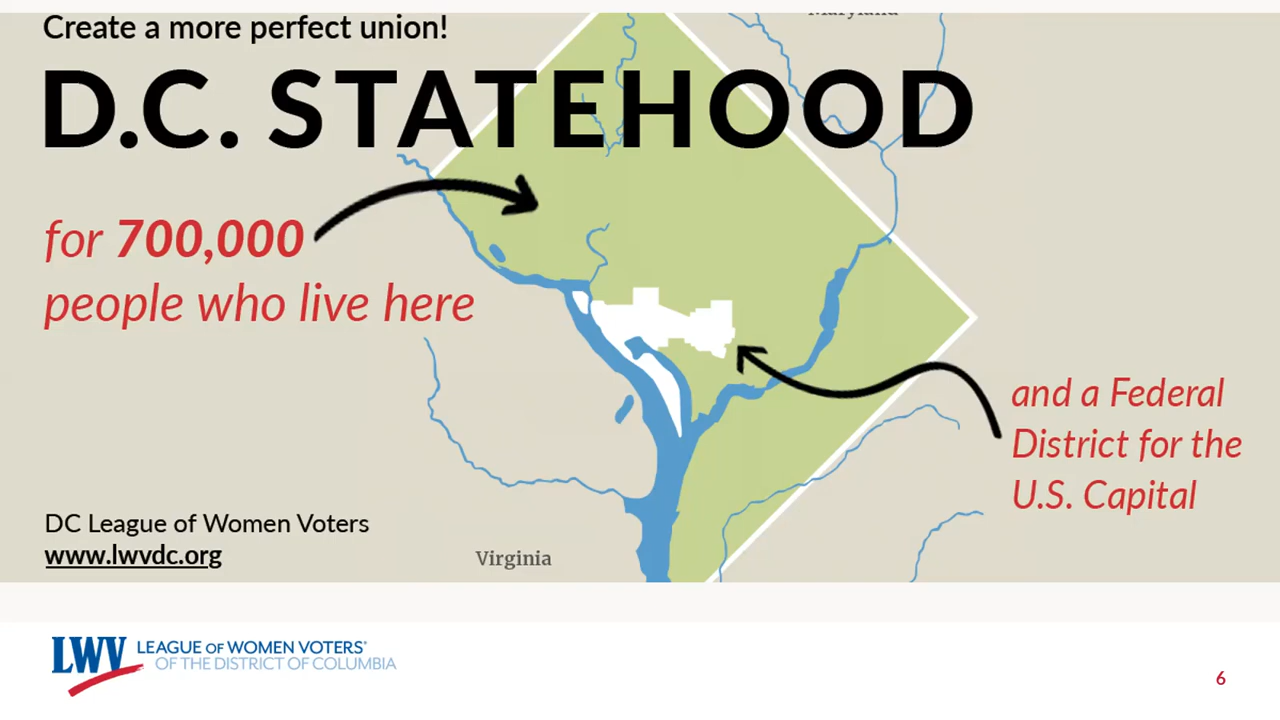 Create a more perfect union!
Maryland
D.C. STATEHOOD
for 700,000
people who live here
and a Federal
District for the
U.S. Capital
DC League of Women Voters
www.lwvdc.org
Virginia
LWV LEAGUE OF WOMEN VOTERS®
OF THE DISTRICT OF COLUMBIA
6